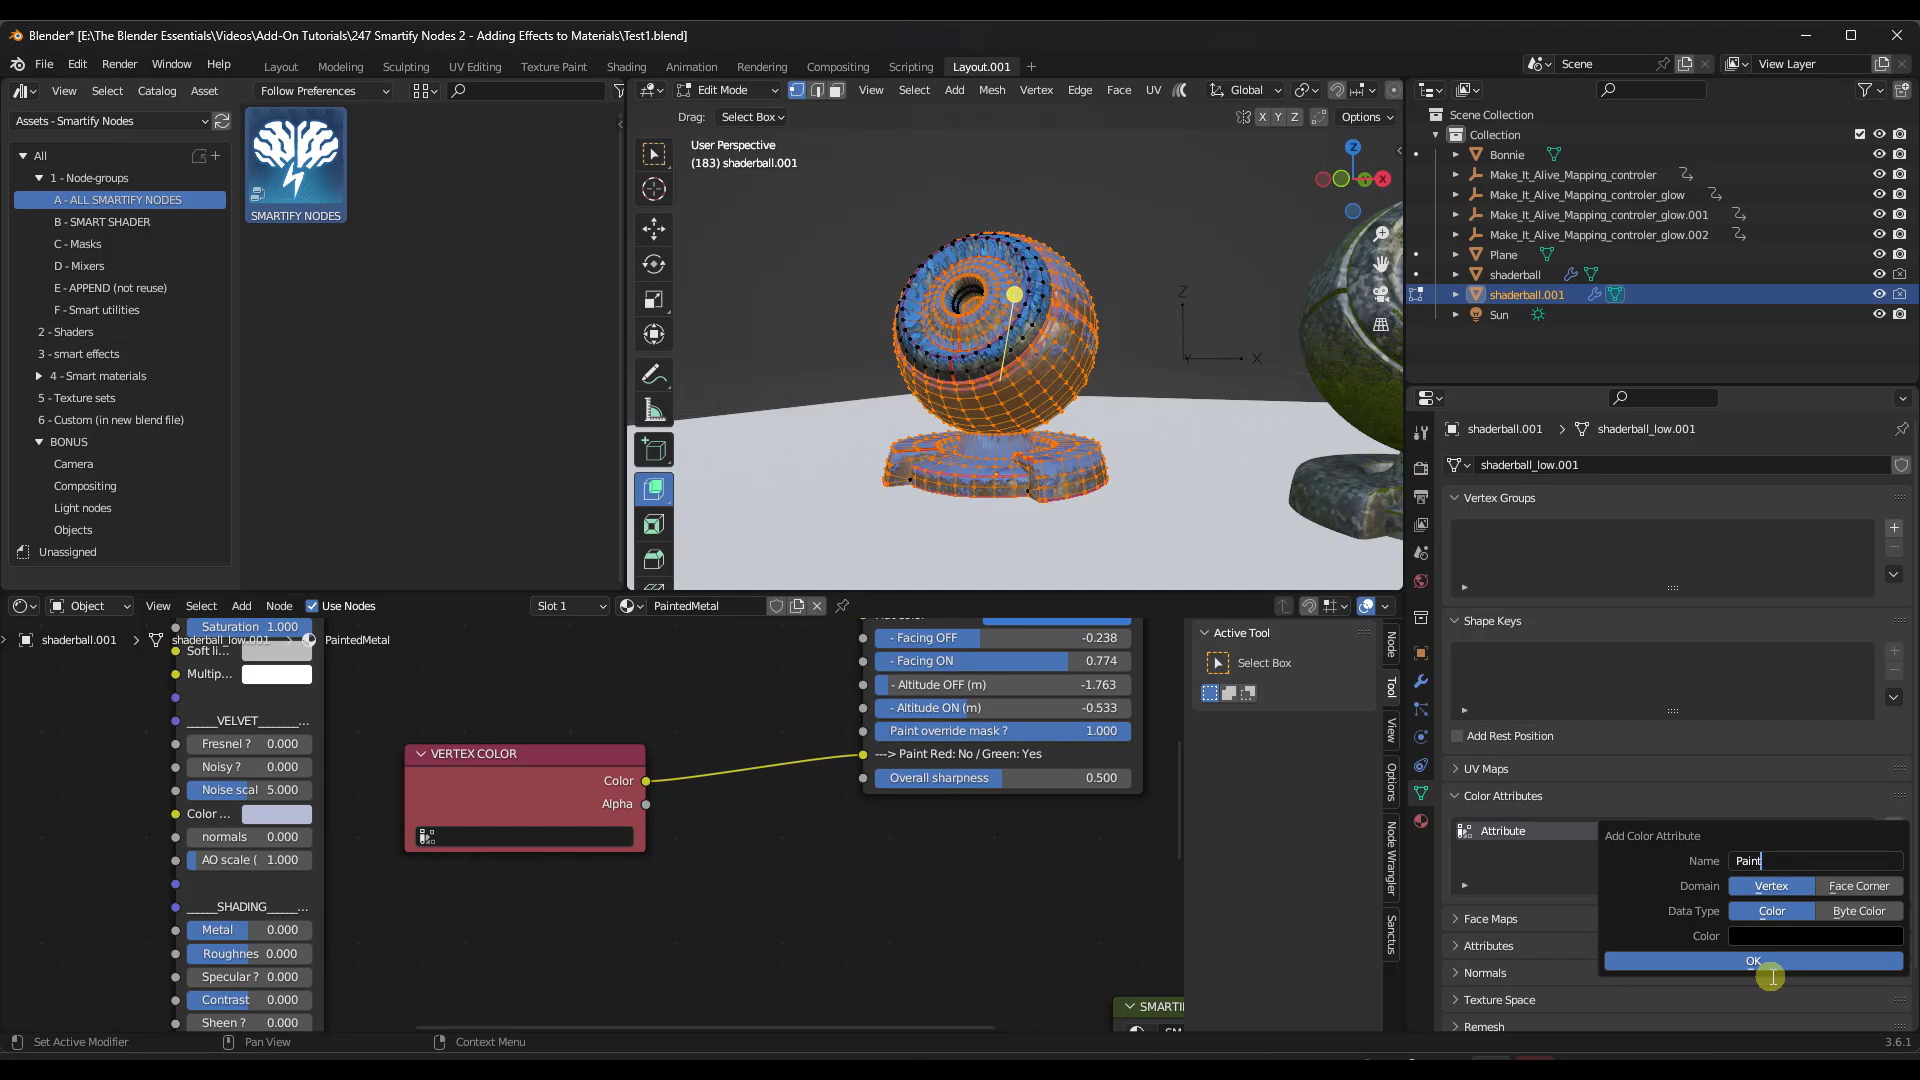 Blender* [E:\The Blender Essentials\Videos\Add-On Tutorials\247 Smartify Nodes 2 - Adding Effects to Materials\Test1.blend]
File Edit Render Window Help Layout Modeling Sculpting UV Editing Texture Paint Shading Animation Rendering Compositing Scripting Layout.001 Scene View Layer
View Select Catalog Asset Follow Preferences
Edit Mode View Select Add Mesh Vertex Edge Face UV Global
Drag: Select Box X Y Z Options
Assets - Smartify Nodes
All
1 - Node-groups
A - ALL SMARTIFY NODES
B - SMART SHADER
C - Masks
D - Mixers
E - APPEND (not reuse)
F - Smart utilities
2 - Shaders
3 - smart effects
4 - Smart materials
5 - Texture sets
6 - Custom (in new blend file)
BONUS
Camera
Compositing
Light nodes
Objects
Unassigned
SMARTIFY NODES
User Perspective
(183) shaderball.001
Z
X
Z
X
Scene Collection
Collection
Bonnie
Make_It_Alive_Mapping_controler
Make_It_Alive_Mapping_controler_glow
Make_It_Alive_Mapping_controler_glow.001
Make_It_Alive_Mapping_controler_glow.002
Plane
shaderball
shaderball.001
Sun
shaderball.001 shaderball_low.001
shaderball_low.001
Vertex Groups
Shape Keys
Add Rest Position
UV Maps
Color Attributes
Attribute
Add Color Attribute
Name Paint
Domain Vertex Face Corner
Data Type Color Byte Color
Color
OK
Face Maps
Attributes
Normals
Texture Space
Remesh
Object View Select Add Node Use Nodes Slot 1 PaintedMetal
shaderball.001 shaderball_low.001 PaintedMetal
Saturation 1.000
Soft li...
Multip...
______VELVET_______...
Fresnel ? 0.000
Noisy ? 0.000
Noise scal 5.000
Color ...
normals 0.000
AO scale ( 1.000
______SHADING____...
Metal 0.000
Roughnes 0.000
Specular ? 0.000
Contrast 0.000
Sheen ? 0.000
VERTEX COLOR
Color
Alpha
- Facing OFF -0.238
- Facing ON 0.774
- Altitude OFF (m) -1.763
- Altitude ON (m) -0.533
Paint override mask ? 1.000
---> Paint Red: No / Green: Yes
Overall sharpness 0.500
Active Tool
Select Box
Node
Tool
View
Options
Node Wrangler
Sanctus
Set Active Modifier Pan View Context Menu 3.6.1